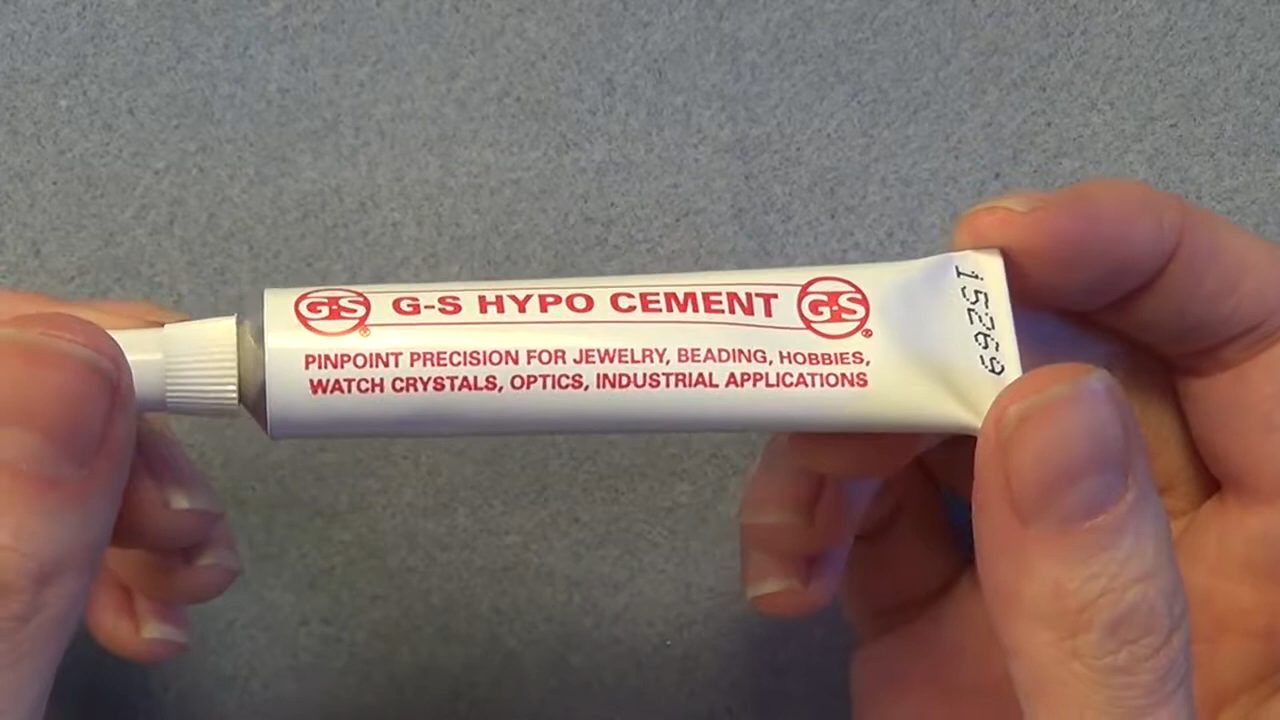 G-S G-S HYPO CEMENT G-S
PINPOINT PRECISION FOR JEWELRY, BEADING, HOBBIES,
WATCH CRYSTALS, OPTICS, INDUSTRIAL APPLICATIONS
15269